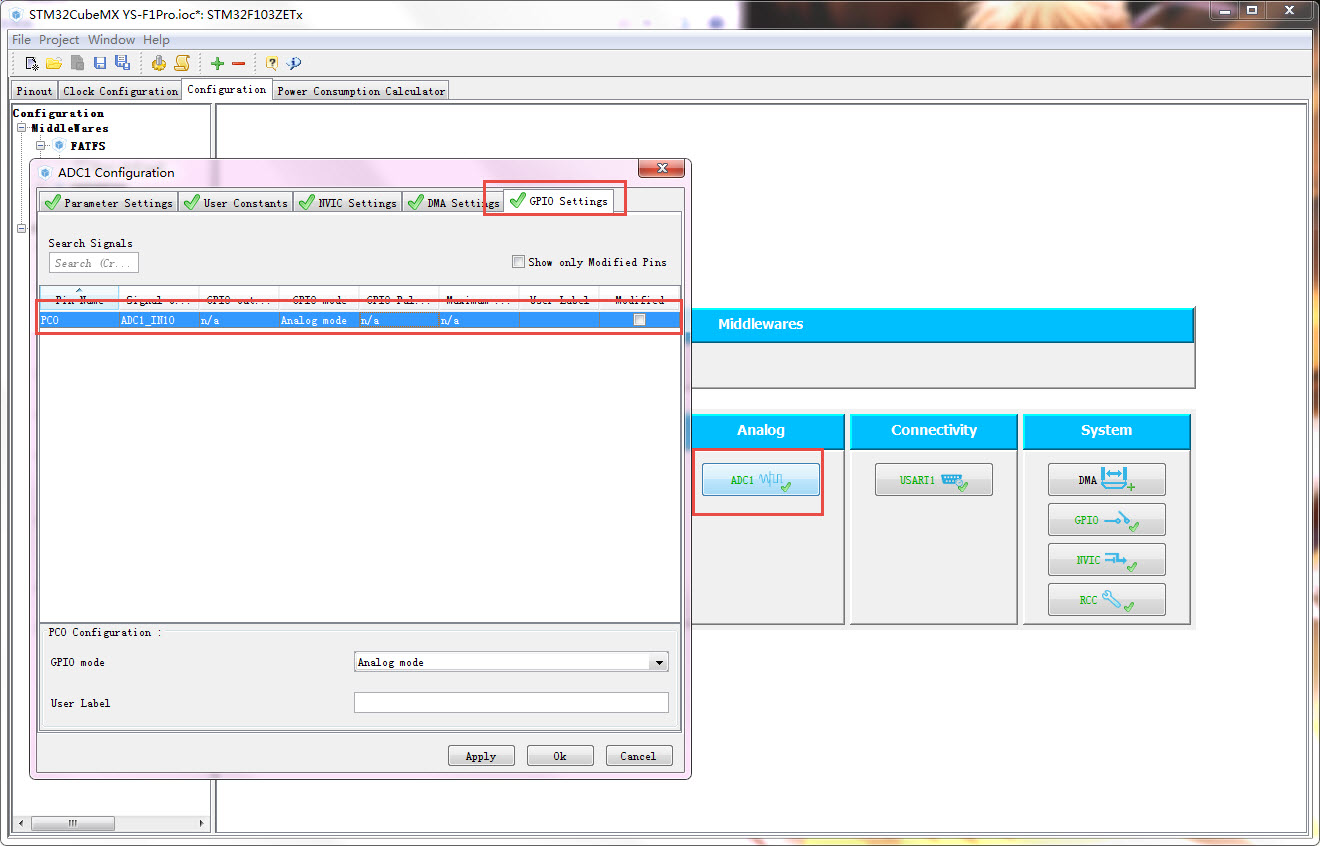 STM32CubeMX YS-F1Pro.ioc*: STM32F103ZETx
File Project Window Help
Pinout Clock Configuration Configuration Power Consumption Calculator
Configuration
MiddleWares
FATFS
ADC1 Configuration
Parameter Settings User Constants NVIC Settings DMA Settings GPIO Settings
Search Signals
Search (Cr...
Show only Modified Pins
Pin Name Signal o... GPIO out... GPIO mode GPIO Pul... Maximum ... User Label Modified
PC0 ADC1_IN10 n/a Analog mode n/a n/a
Middlewares
Analog Connectivity System
ADC1 USART1 DMA
GPIO
NVIC
RCC
PC0 Configuration :
GPIO mode Analog mode
User Label
Apply Ok Cancel